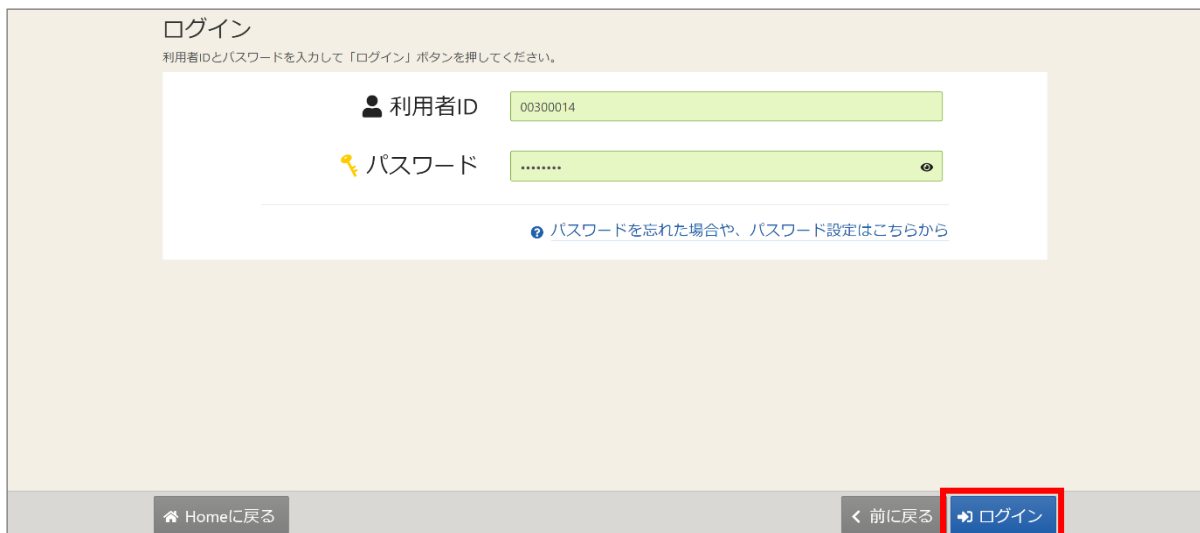 ログイン
利用者IDとパスワードを入力して「ログイン」ボタンを押してください。
利用者ID
00300014
パスワード
········
パスワードを忘れた場合や、パスワード設定はこちらから
Homeに戻る
前に戻る
ログイン